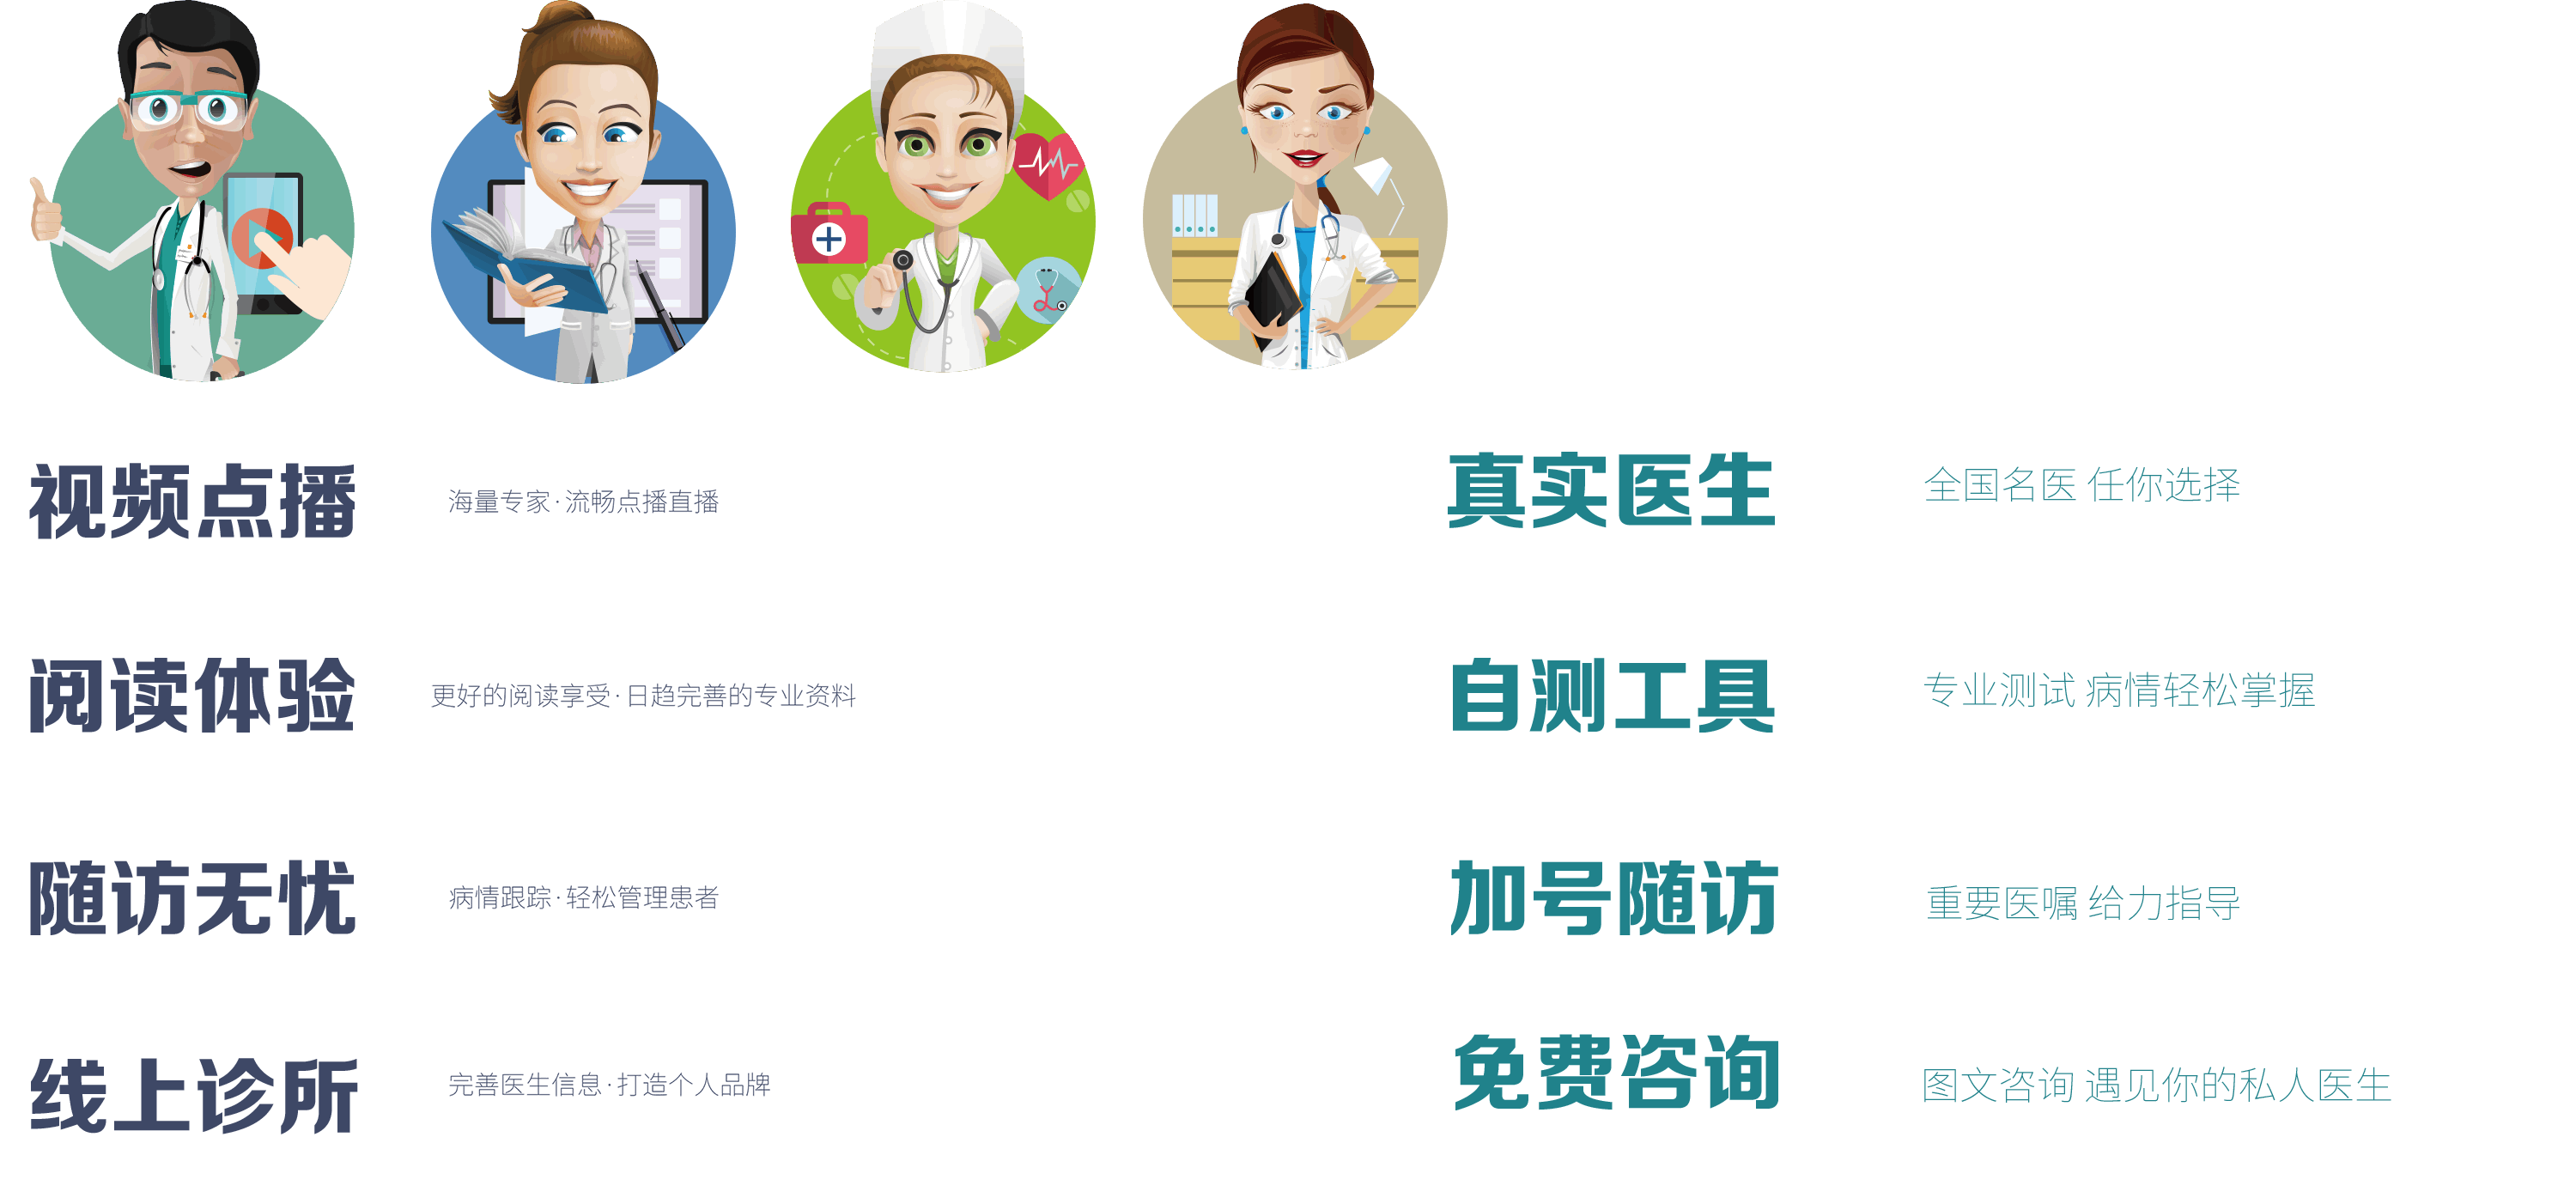 视频点播
海量专家·流畅点播直播
阅读体验
更好的阅读享受·日趋完善的专业资料
随访无忧
病情跟踪·轻松管理患者
线上诊所
完善医生信息·打造个人品牌
真实医生
全国名医 任你选择
自测工具
专业测试 病情轻松掌握
加号随访
重要医嘱 给力指导
免费咨询
图文咨询 遇见你的私人医生